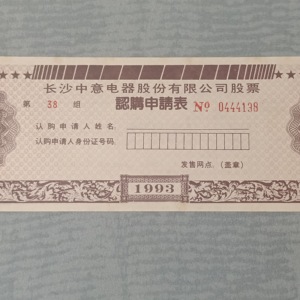 长沙中意电器股份有限公司股票
第 38 组 認購申請表 № 0444138
认购申请人姓名
认购申请人身份证号码
发售网点.（盖章）
1993